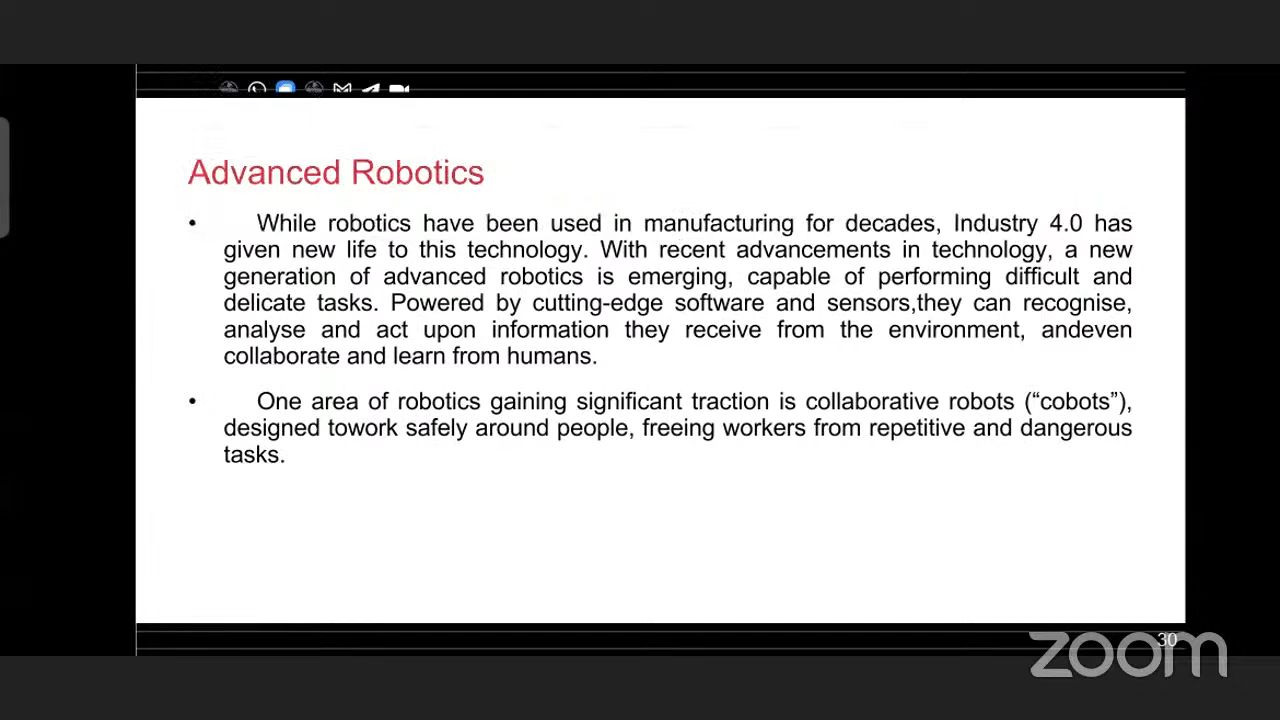 Advanced Robotics
• While robotics have been used in manufacturing for decades, Industry 4.0 has
given new life to this technology. With recent advancements in technology, a new
generation of advanced robotics is emerging, capable of performing difficult and
delicate tasks. Powered by cutting-edge software and sensors,they can recognise,
analyse and act upon information they receive from the environment, andeven
collaborate and learn from humans.
• One area of robotics gaining significant traction is collaborative robots (“cobots”),
designed towork safely around people, freeing workers from repetitive and dangerous
tasks.
30
zoom